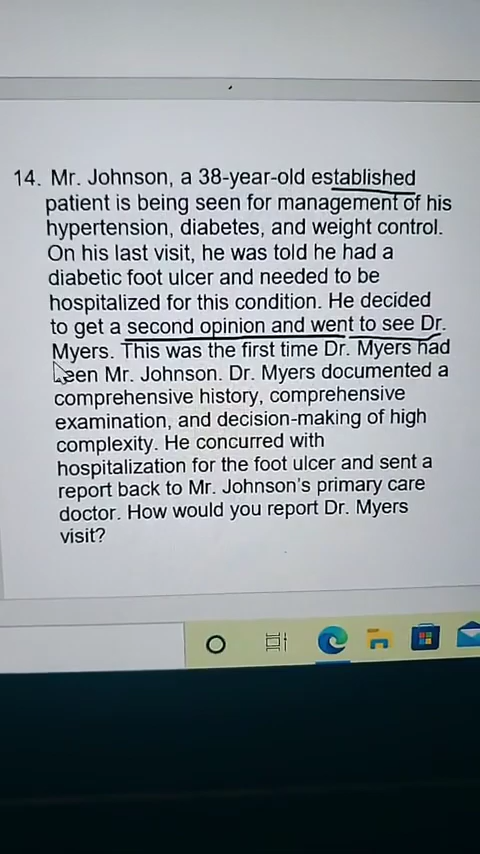 14. Mr. Johnson, a 38-year-old established
patient is being seen for management of his
hypertension, diabetes, and weight control.
On his last visit, he was told he had a
diabetic foot ulcer and needed to be
hospitalized for this condition. He decided
to get a second opinion and went to see Dr.
Myers. This was the first time Dr. Myers had
seen Mr. Johnson. Dr. Myers documented a
comprehensive history, comprehensive
examination, and decision-making of high
complexity. He concurred with
hospitalization for the foot ulcer and sent a
report back to Mr. Johnson's primary care
doctor. How would you report Dr. Myers
visit?